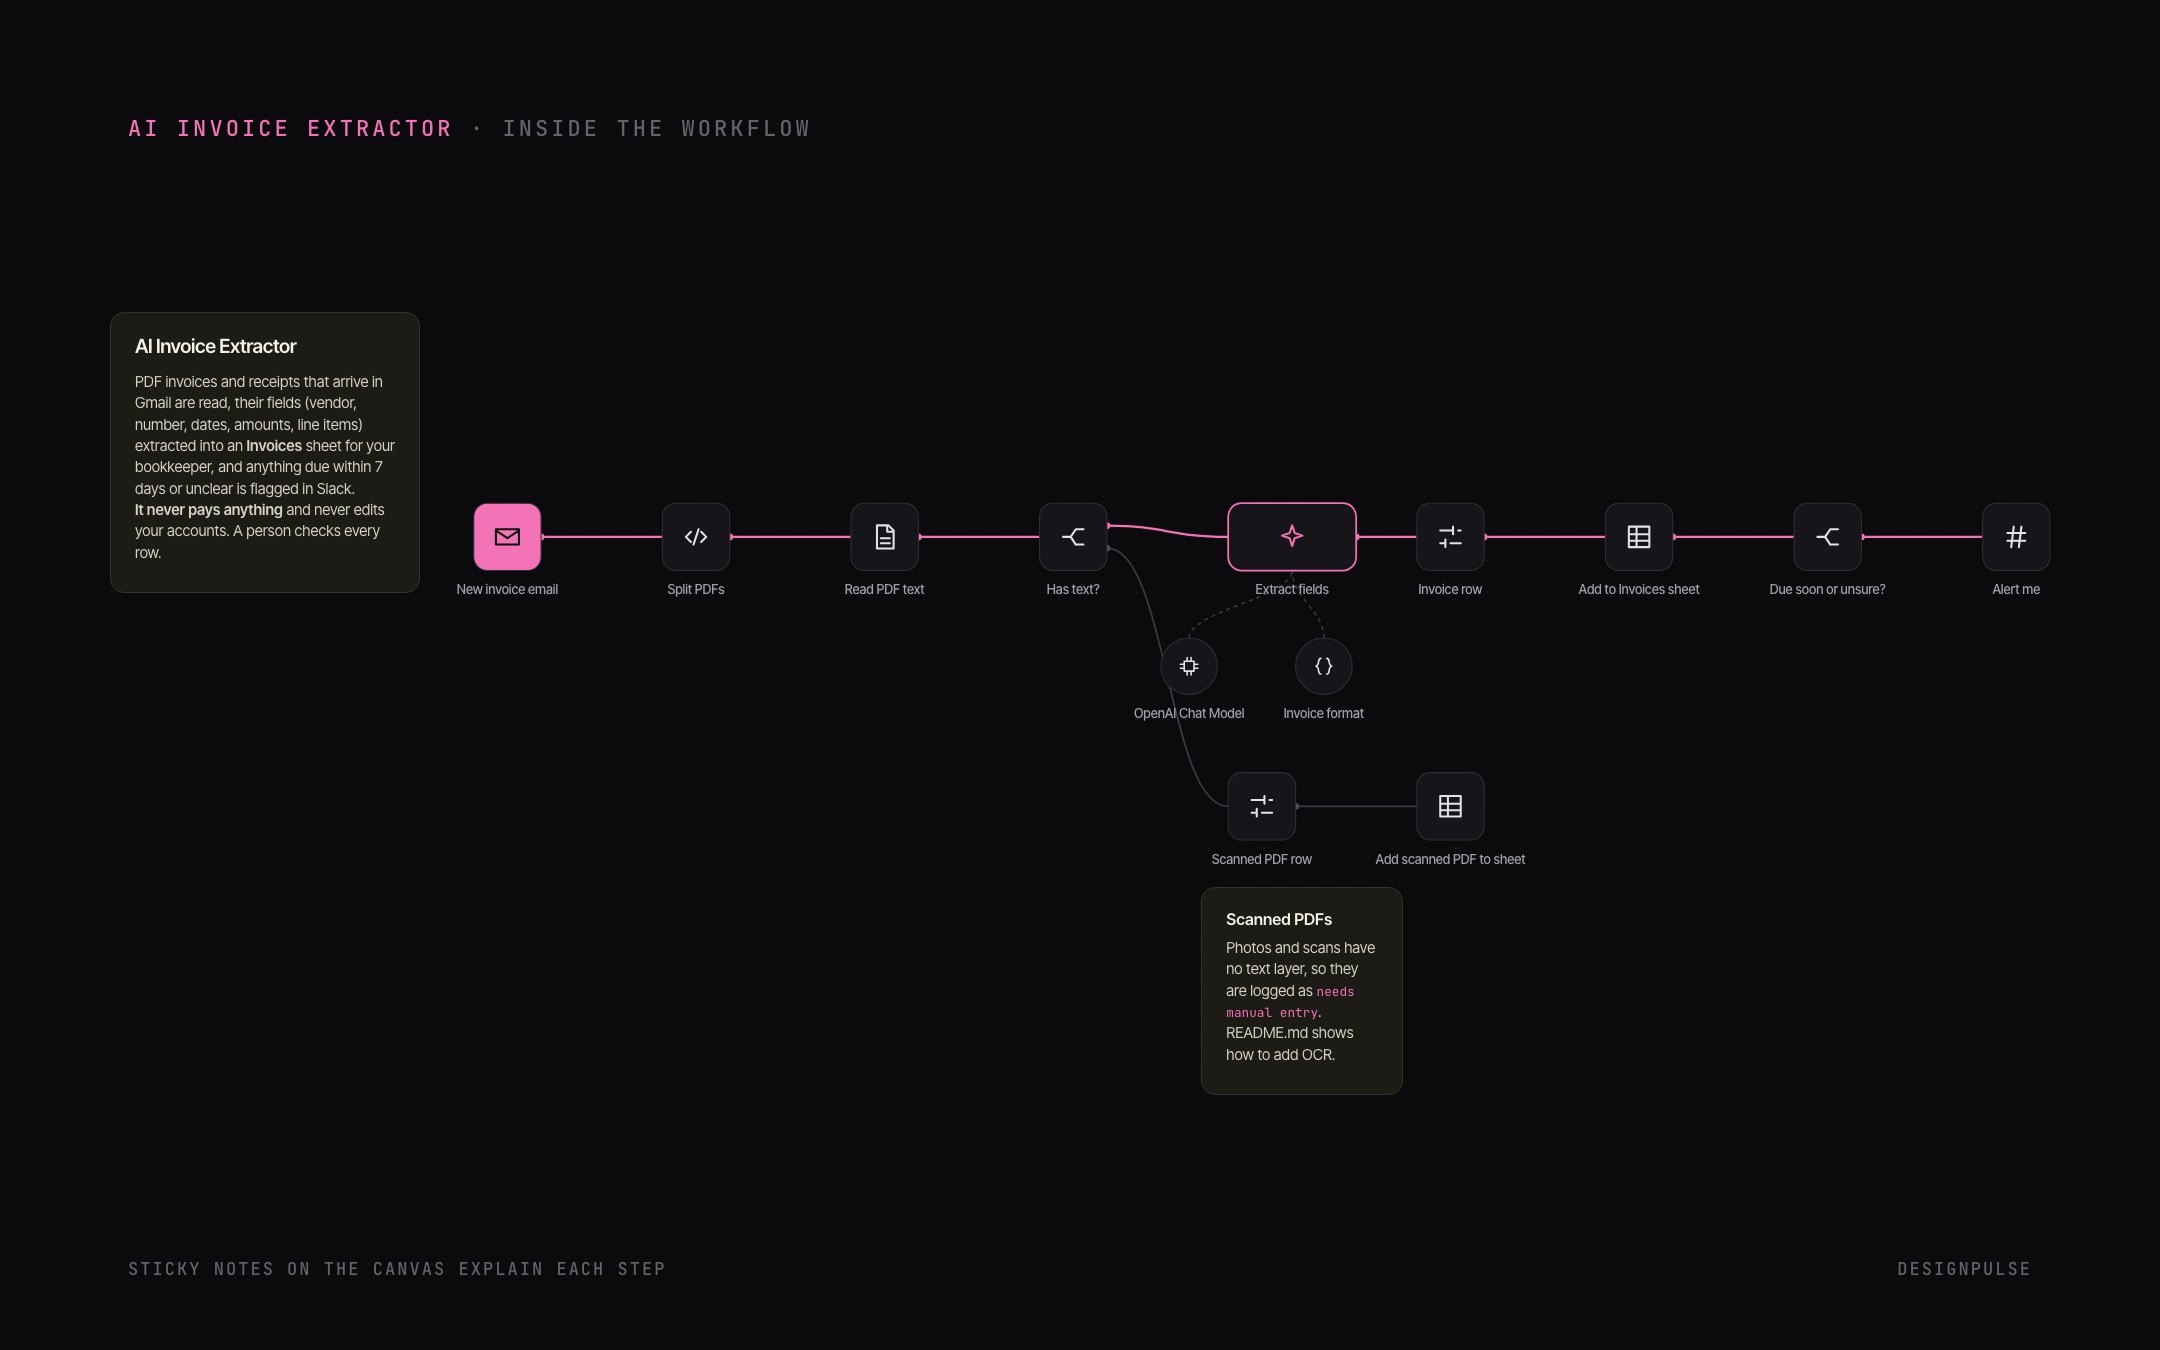 AI INVOICE EXTRACTOR · INSIDE THE WORKFLOW
AI Invoice Extractor
PDF invoices and receipts that arrive in
Gmail are read, their fields (vendor,
number, dates, amounts, line items)
extracted into an Invoices sheet for your
bookkeeper, and anything due within 7
days or unclear is flagged in Slack.
It never pays anything and never edits
your accounts. A person checks every
row.
New invoice email
Split PDFs
Read PDF text
Has text?
Extract fields
Invoice row
Add to Invoices sheet
Due soon or unsure?
Alert me
OpenAI Chat Model
Invoice format
Scanned PDF row
Add scanned PDF to sheet
Scanned PDFs
Photos and scans have
no text layer, so they
are logged as needs
manual entry.
README.md shows
how to add OCR.
STICKY NOTES ON THE CANVAS EXPLAIN EACH STEP
DESIGNPULSE